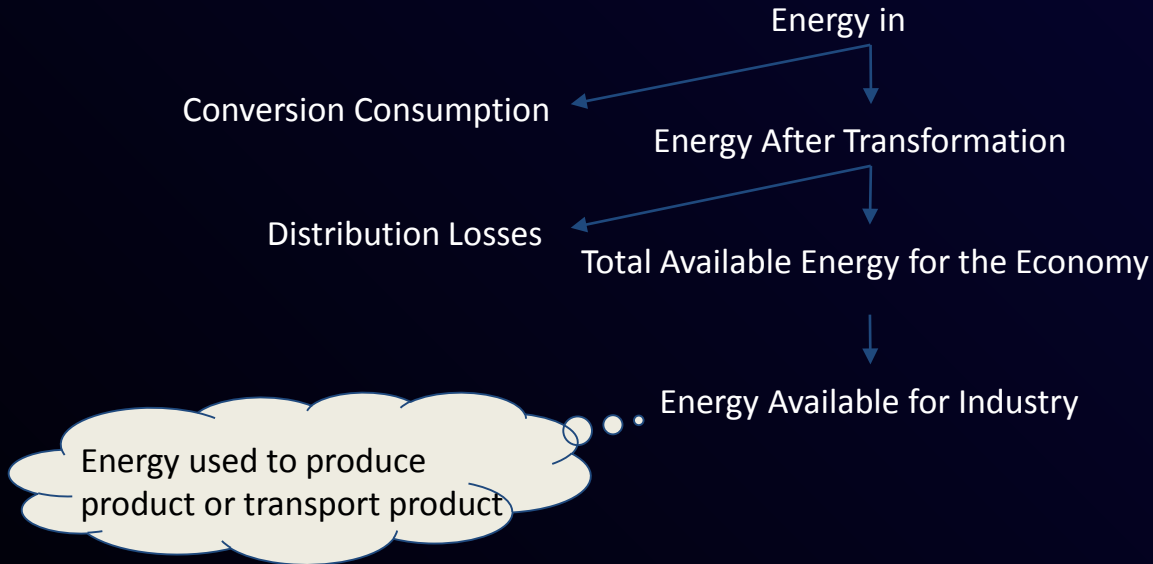 Energy in
Conversion Consumption
Energy After Transformation
Distribution Losses
Total Available Energy for the Economy
Energy Available for Industry
Energy used to produce
product or transport product